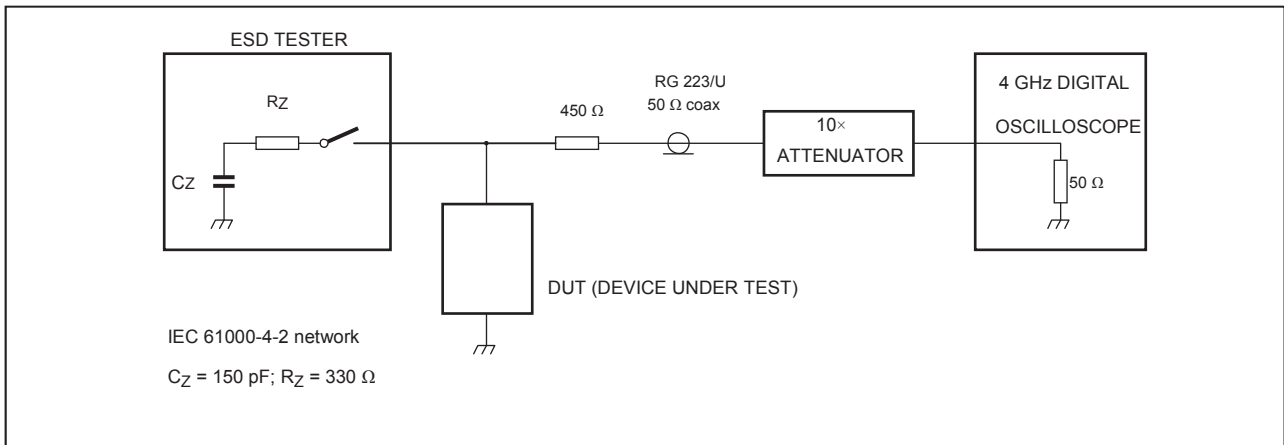 ESD TESTER
RZ
CZ
450 Ω
RG 223/U
50 Ω coax
10×
ATTENUATOR
4 GHz DIGITAL
OSCILLOSCOPE
50 Ω
DUT (DEVICE UNDER TEST)
IEC 61000-4-2 network
CZ = 150 pF; RZ = 330 Ω